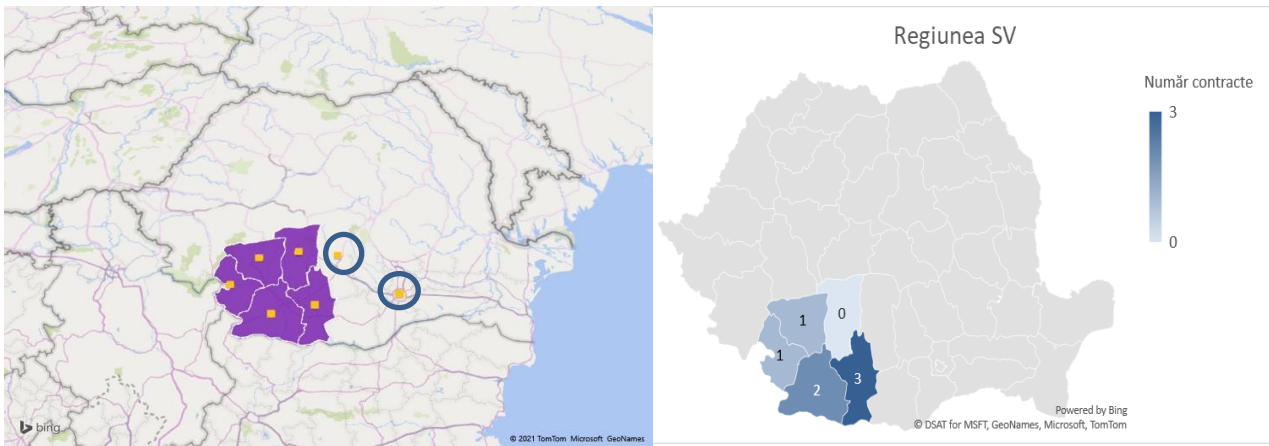 bing
© 2021 TomTom Microsoft GeoNames
Regiunea SV
Număr contracte
3
0
0
1
1
2
3
Powered by Bing
© DSAT for MSFT, GeoNames, Microsoft, TomTom